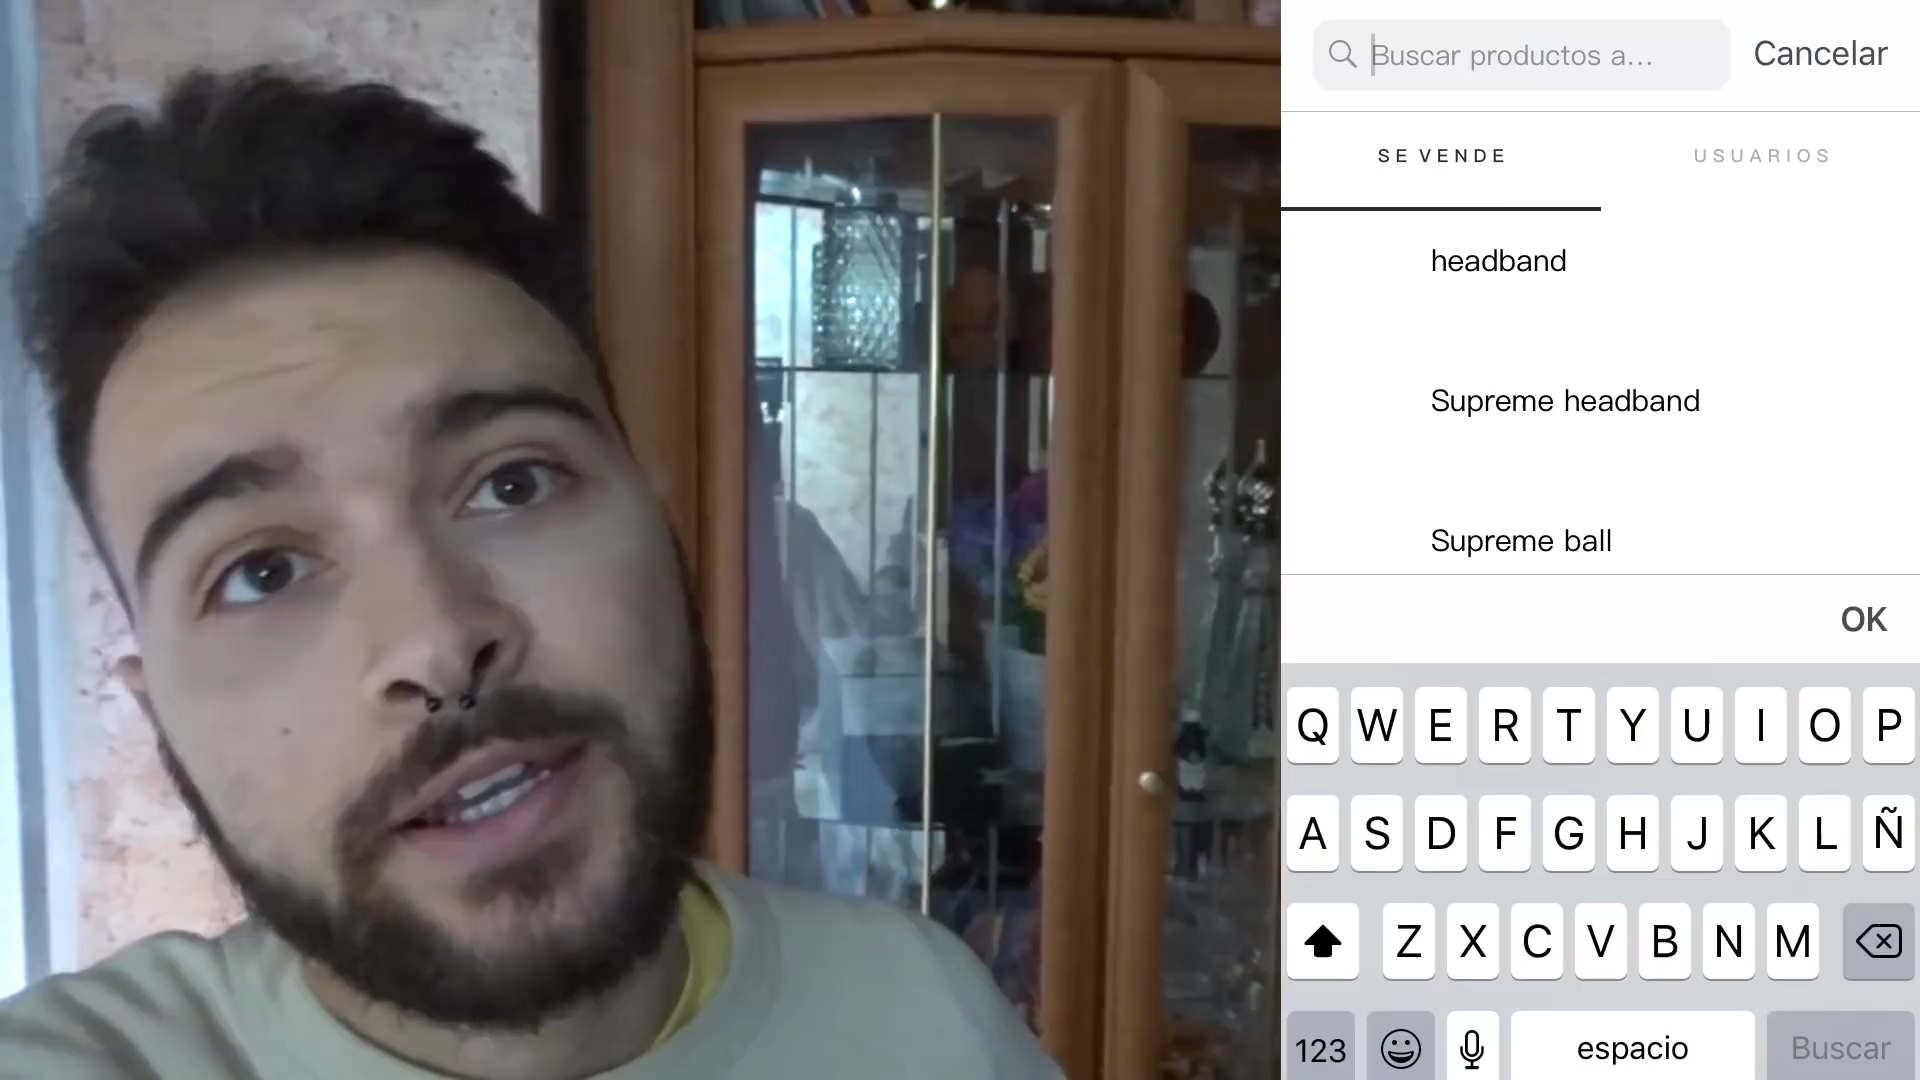 Buscar productos a... Cancelar
SE VENDE USUARIOS
headband
Supreme headband
Supreme ball
OK
Q W E R T Y U I O P
A S D F G H J K L Ñ
Z X C V B N M
123 espacio Buscar